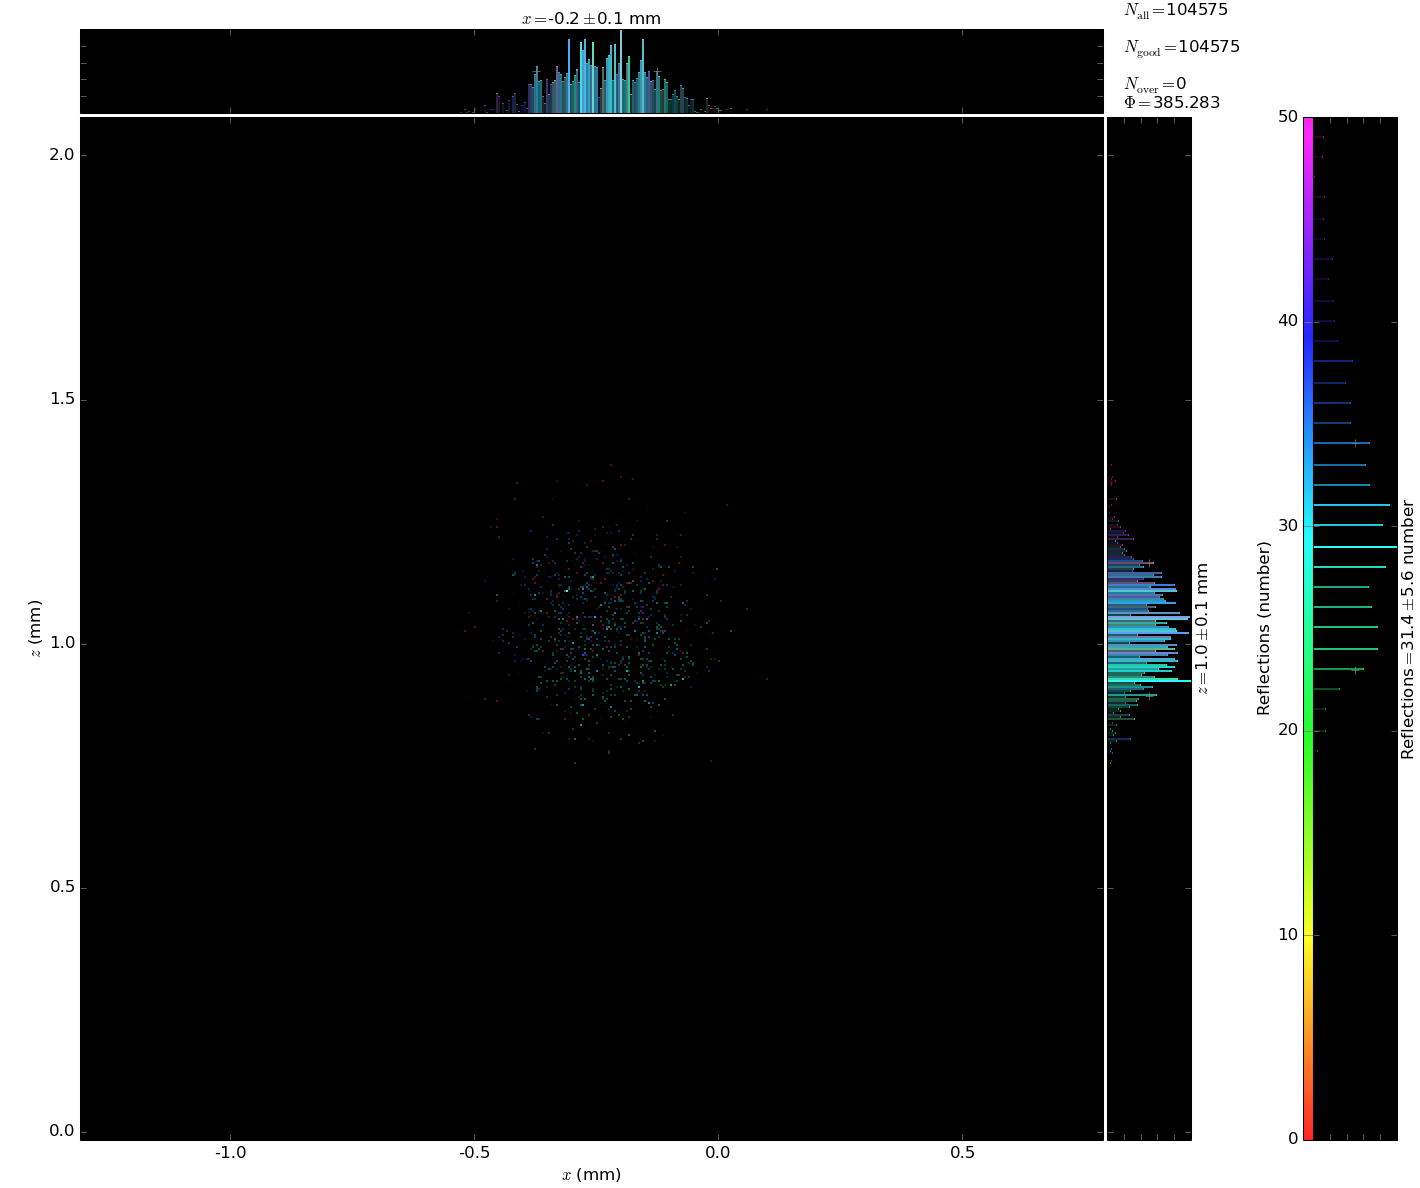 x=-0.2±0.1 mm
N_all=104575
N_good=104575
N_over=0
Φ=385.283
2.0
1.5
1.0
0.5
0.0
z (mm)
-1.0
-0.5
0.0
0.5
x (mm)
z=1.0±0.1 mm
50
40
30
20
10
0
Reflections (number)
Reflections=31.4±5.6 number